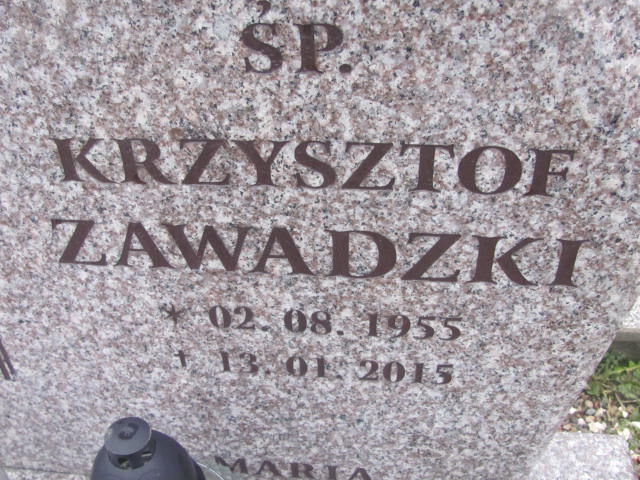 ŚP.
KRZYSZTOF
ZAWADZKI
* 02. 08. 1955
† 13. 01. 2015
MARIA